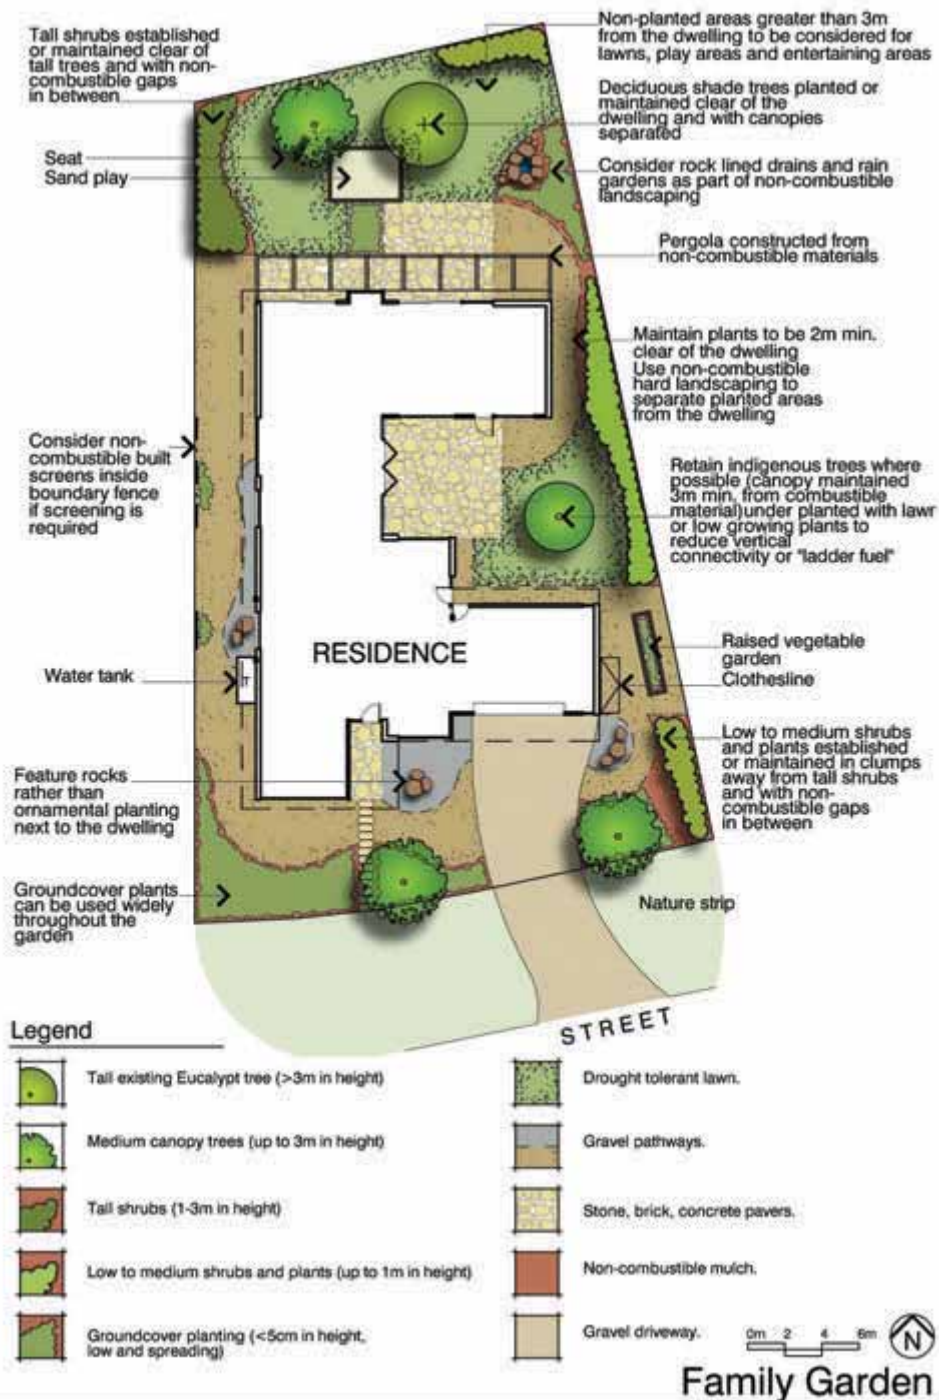 Tall shrubs established
or maintained clear of
tall trees and with non-
combustible gaps
in between
Seat
Sand play
Non-planted areas greater than 3m
from the dwelling to be considered for
lawns, play areas and entertaining areas
Deciduous shade trees planted or
maintained clear of the
dwelling and with canopies
separated
Consider rock lined drains and rain
gardens as part of non-combustible
landscaping
Pergola constructed from
non-combustible materials
Maintain plants to be 2m min.
clear of the dwelling
Use non-combustible
hard landscaping to
separate planted areas
from the dwelling
Consider non-
combustible built
screens inside
boundary fence
if screening is
required
Retain indigenous trees where
possible (canopy maintained
3m min. from combustible
material)under planted with lawr
or low growing plants to
reduce vertical
connectivity or "ladder fuel"
RESIDENCE
Water tank
T
Raised vegetable
garden
Clothesline
Low to medium shrubs
and plants established
or maintained in clumps
away from tall shrubs
and with non-
combustible gaps
in between
Feature rocks
rather than
ornamental planting
next to the dwelling
Groundcover plants
can be used widely
throughout the
garden
Nature strip
STREET
Legend
Tall existing Eucalypt tree (>3m in height)
Medium canopy trees (up to 3m in height)
Tall shrubs (1-3m in height)
Low to medium shrubs and plants (up to 1m in height)
Groundcover planting (<5cm in height,
low and spreading)
Drought tolerant lawn.
Gravel pathways.
Stone, brick, concrete pavers.
Non-combustible mulch.
Gravel driveway.
0m 2 4 6m
N
Family Garden